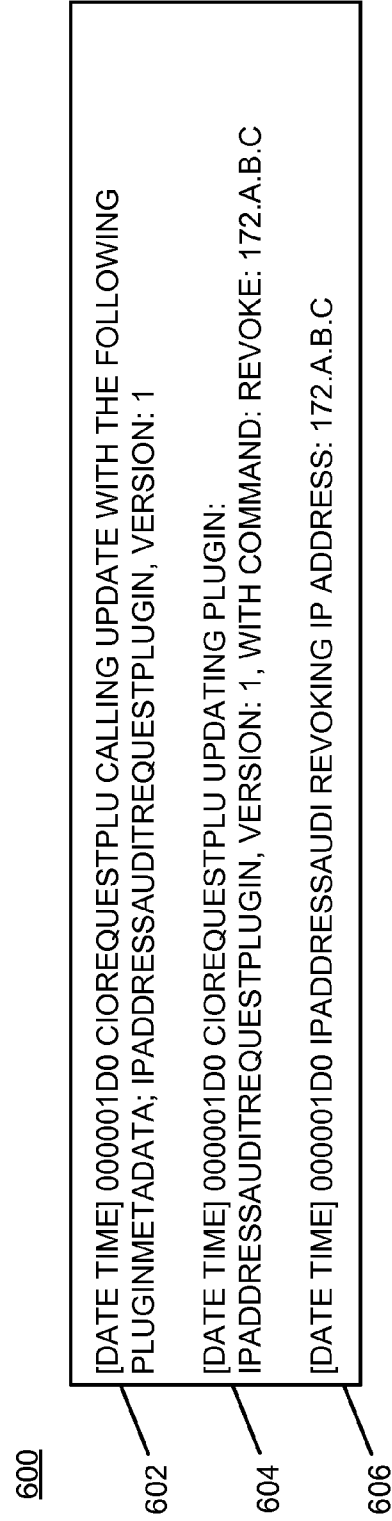 600
602
[DATE TIME] 000001D0 CIOREQUESTPLU CALLING UPDATE WITH THE FOLLOWING
PLUGINMETADATA; IPADDRESSAUDITREQUESTPLUGIN, VERSION: 1
604
[DATE TIME] 000001D0 CIOREQUESTPLU UPDATING PLUGIN:
IPADDRESSAUDITREQUESTPLUGIN, VERSION: 1, WITH COMMAND: REVOKE: 172.A.B.C
606
[DATE TIME] 000001D0 IPADDRESSAUDI REVOKING IP ADDRESS: 172.A.B.C